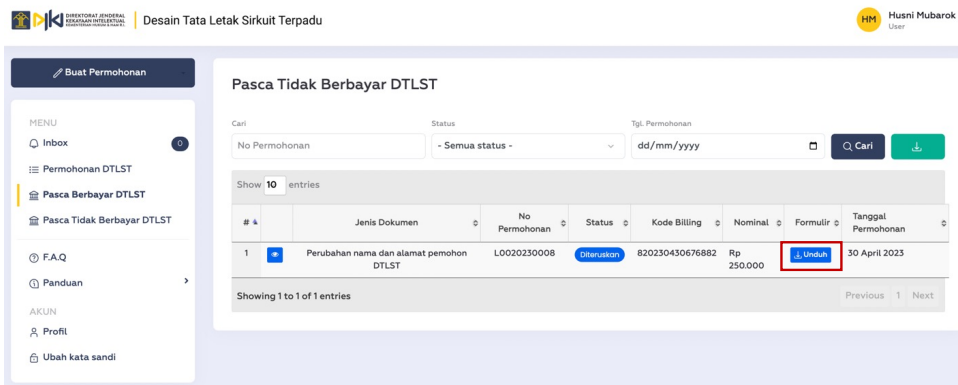 DIREKTORAT JENDERAL
KEKAYAAN INTELEKTUAL
KEMENTERIAN HUKUM & HAM R.I.
Desain Tata Letak Sirkuit Terpadu
HM
Husni Mubarok
User
Buat Permohonan
MENU
Inbox 0
Permohonan DTLST
Pasca Berbayar DTLST
Pasca Tidak Berbayar DTLST
F.A.Q
Panduan
AKUN
Profil
Ubah kata sandi
Pasca Tidak Berbayar DTLST
Cari Status Tgl. Permohonan
No Permohonan - Semua status - dd/mm/yyyy Cari
Show 10 entries
# Jenis Dokumen No Permohonan Status Kode Billing Nominal Formulir Tanggal Permohonan
1 Perubahan nama dan alamat pemohon DTLST L0020230008 Diteruskan 820230430676882 Rp 250.000 Unduh 30 April 2023
Showing 1 to 1 of 1 entries Previous 1 Next